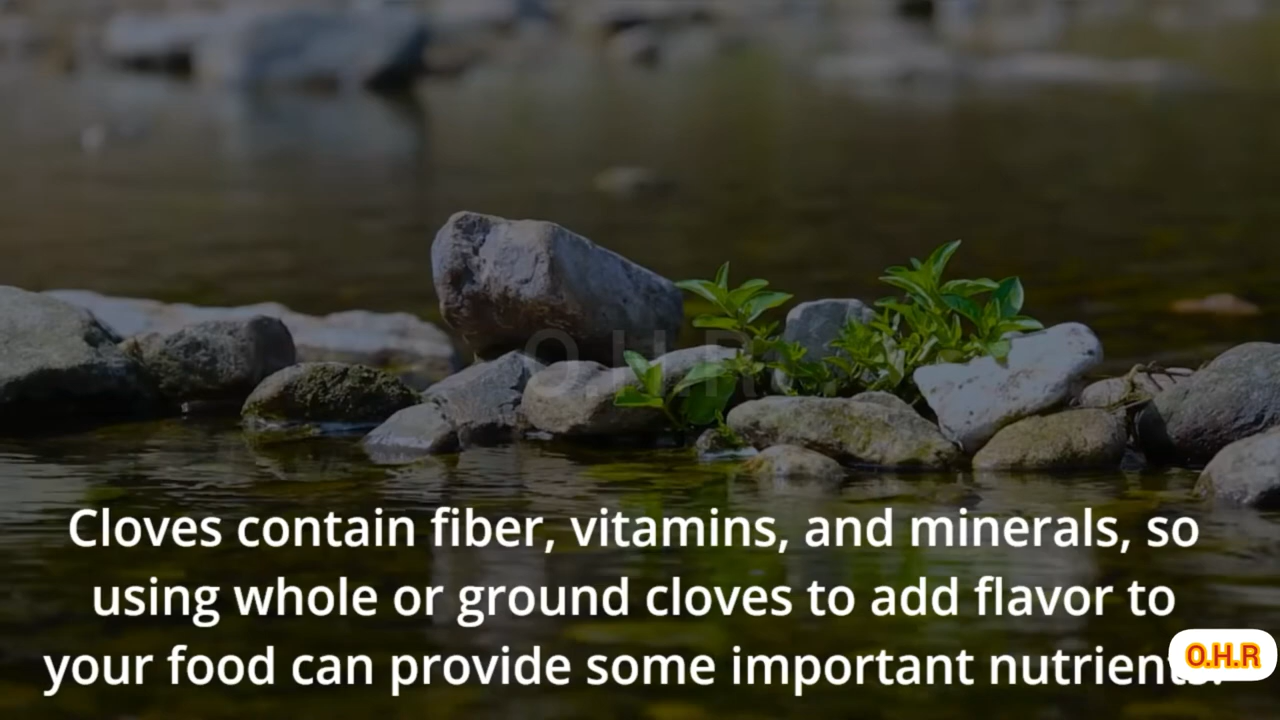 O.H.R
Cloves contain fiber, vitamins, and minerals, so
using whole or ground cloves to add flavor to
your food can provide some important nutrients.
O.H.R